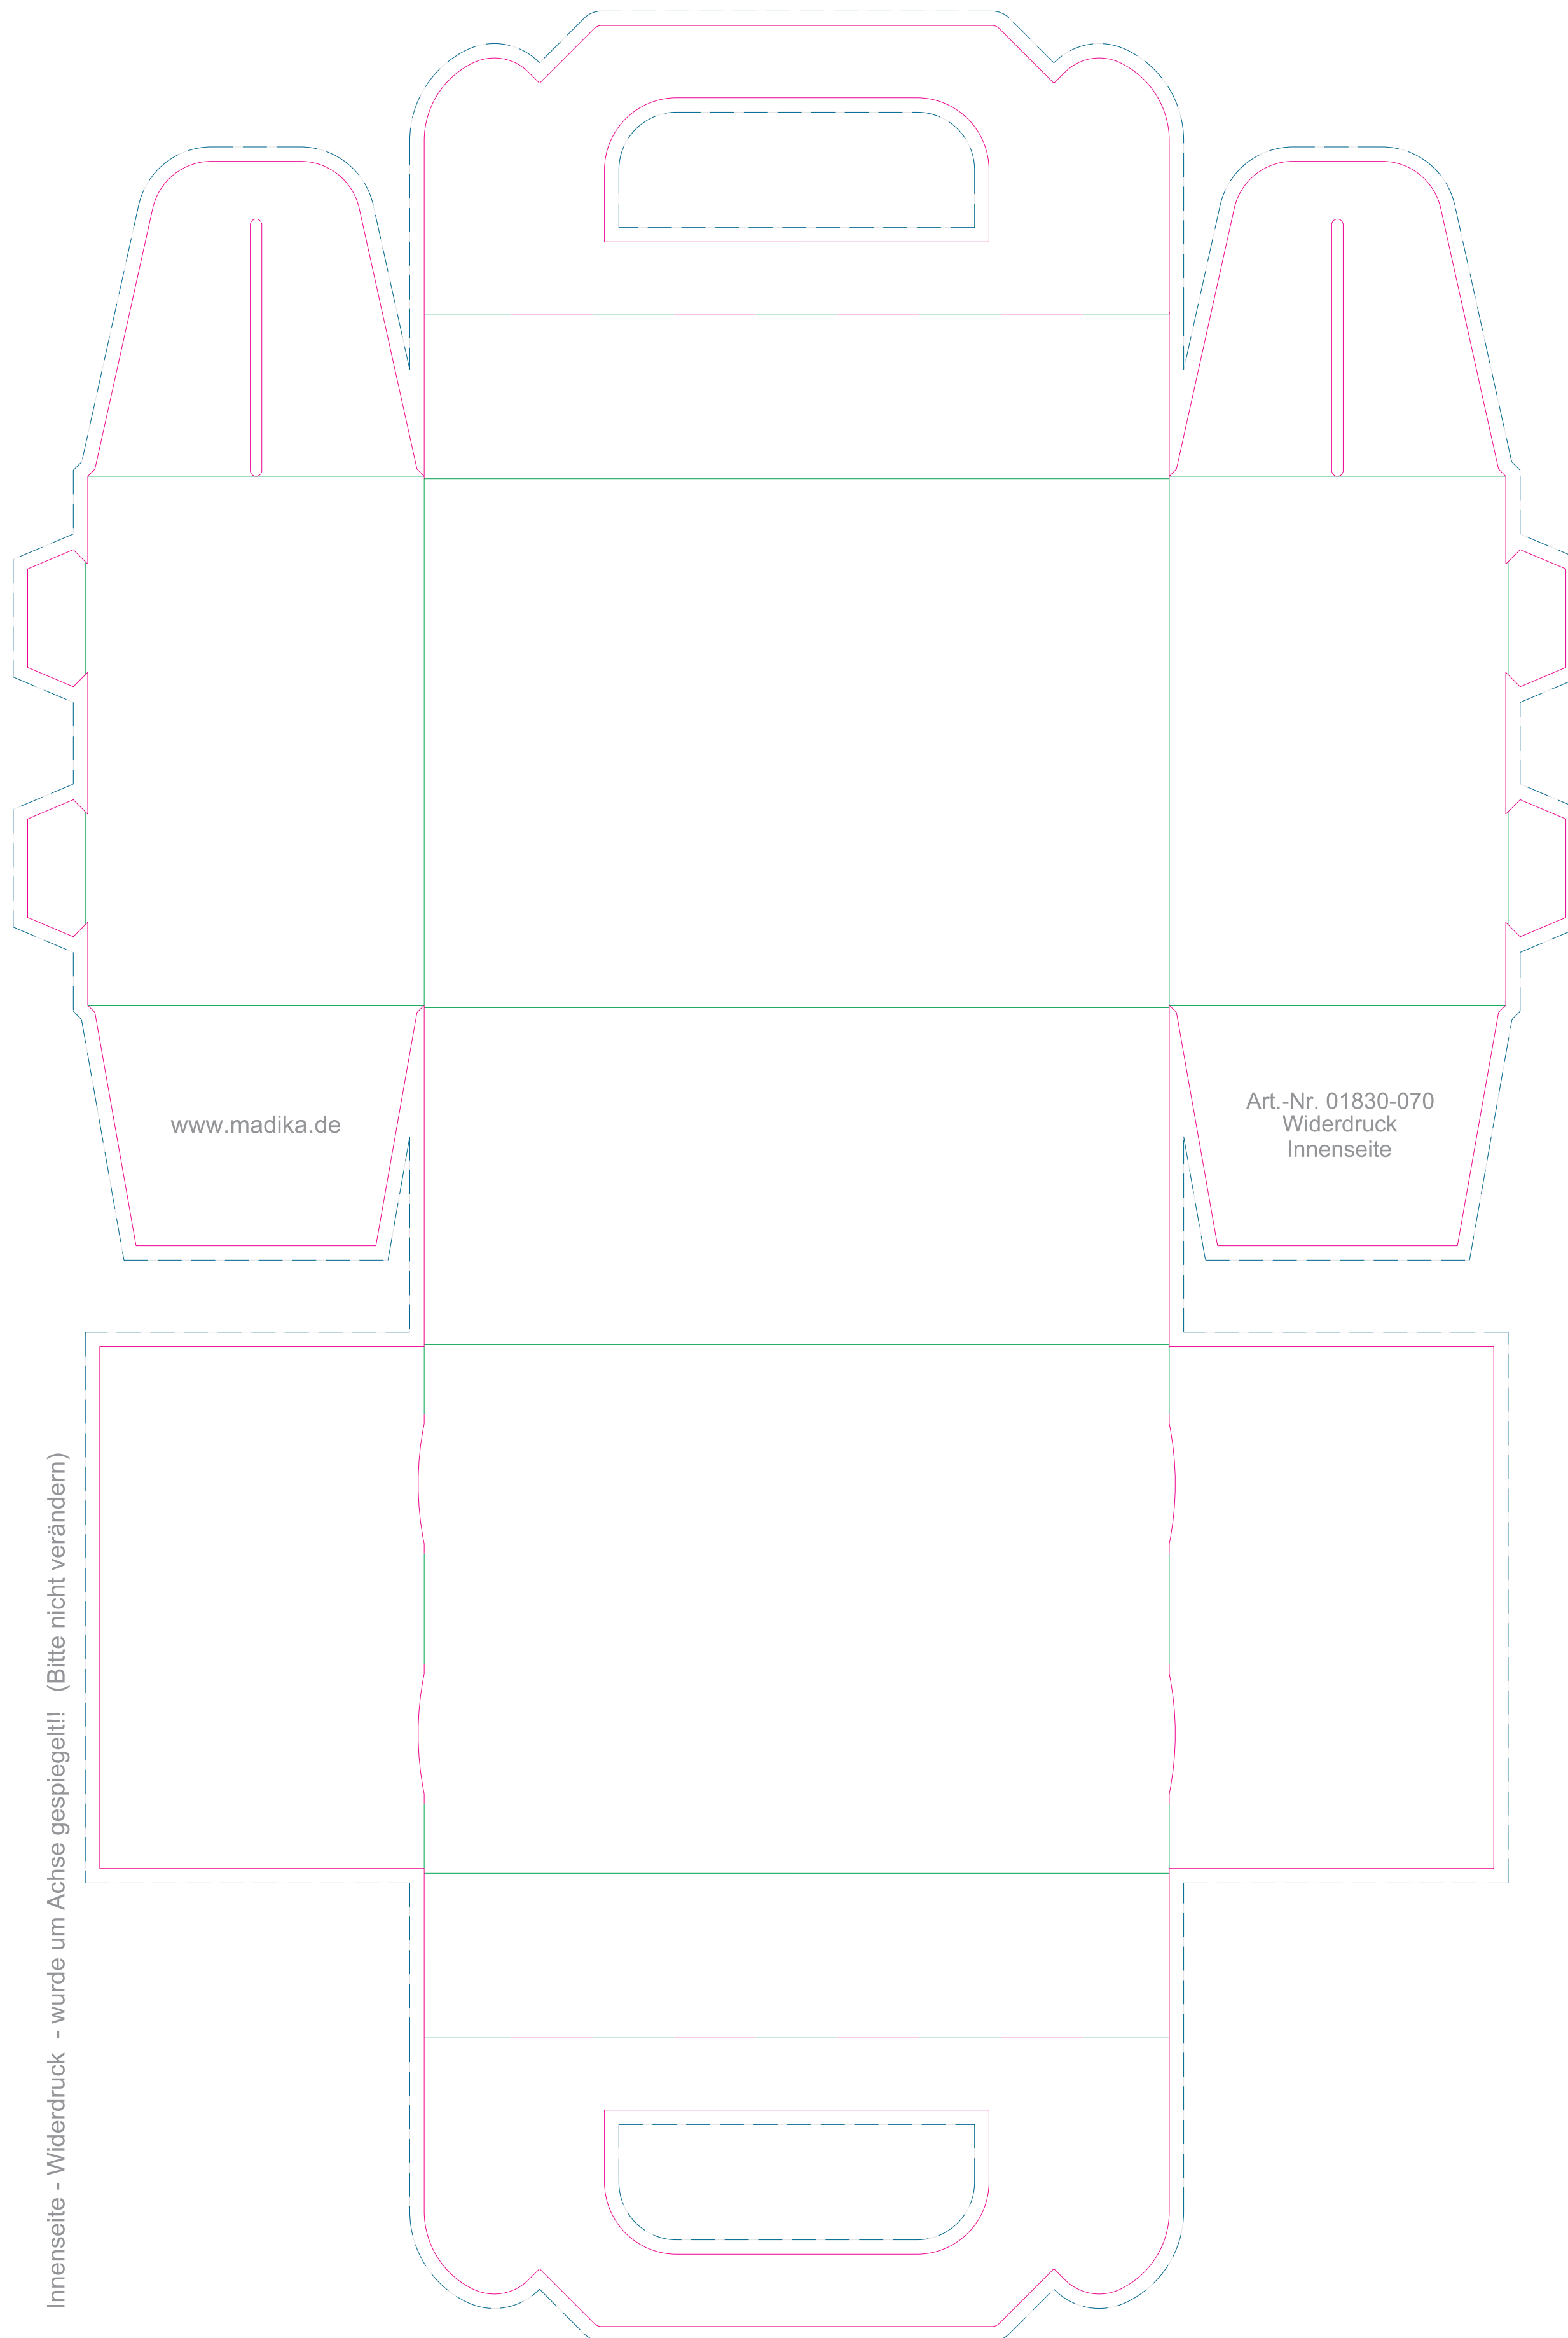 www.madika.de
Art.-Nr. 01830-070
Widerdruck
Innenseite
Innenseite - Widerdruck - wurde um Achse gespiegelt!! (Bitte nicht verändern)